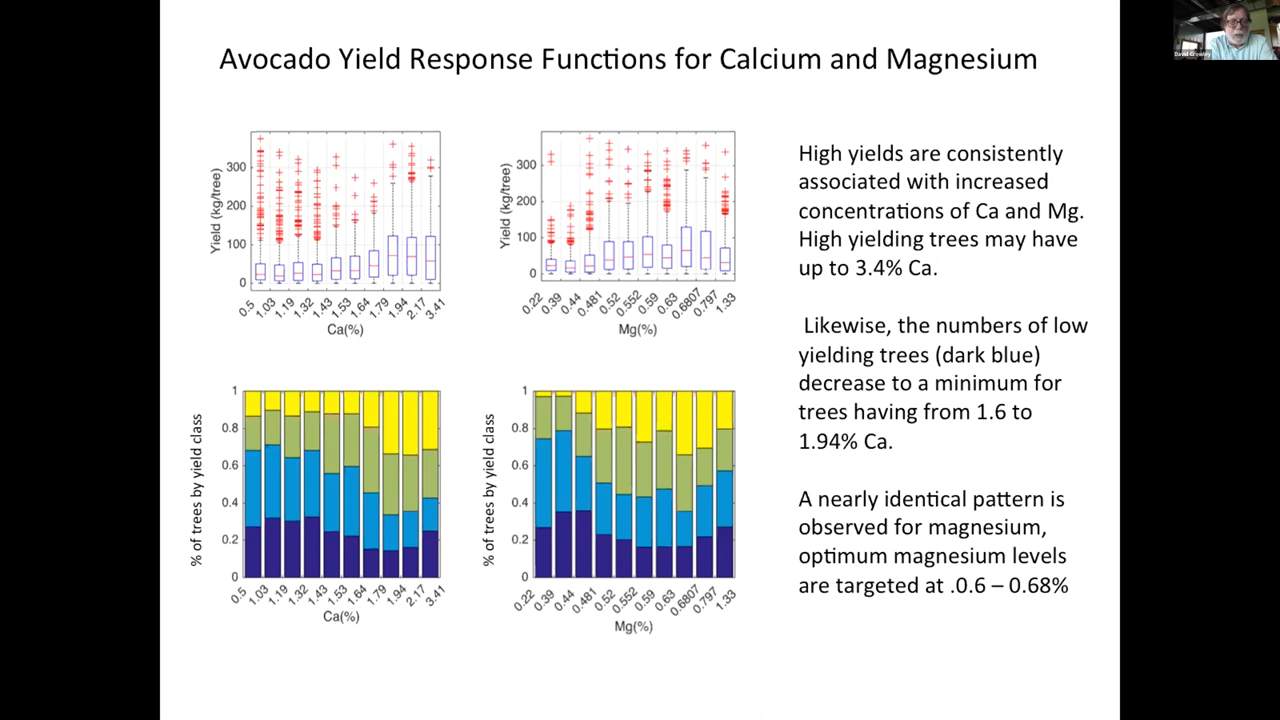 Avocado Yield Response Functions for Calcium and Magnesium
David Crowley
Yield (kg/tree)
300
200
100
0
0.5 1.03 1.19 1.32 1.43 1.53 1.64 1.79 1.94 2.17 3.41
Ca(%)
Yield (kg/tree)
300
200
100
0
0.22 0.39 0.44 0.481 0.52 0.552 0.59 0.63 0.6807 0.797 1.33
Mg(%)
% of trees by yield class
1
0.8
0.6
0.4
0.2
0
0.5 1.03 1.19 1.32 1.43 1.53 1.64 1.79 1.94 2.17 3.41
Ca(%)
% of trees by yield class
1
0.8
0.6
0.4
0.2
0
0.22 0.39 0.44 0.481 0.52 0.552 0.59 0.63 0.6807 0.797 1.33
Mg(%)
High yields are consistently
associated with increased
concentrations of Ca and Mg.
High yielding trees may have
up to 3.4% Ca.
Likewise, the numbers of low
yielding trees (dark blue)
decrease to a minimum for
trees having from 1.6 to
1.94% Ca.
A nearly identical pattern is
observed for magnesium,
optimum magnesium levels
are targeted at .0.6 – 0.68%